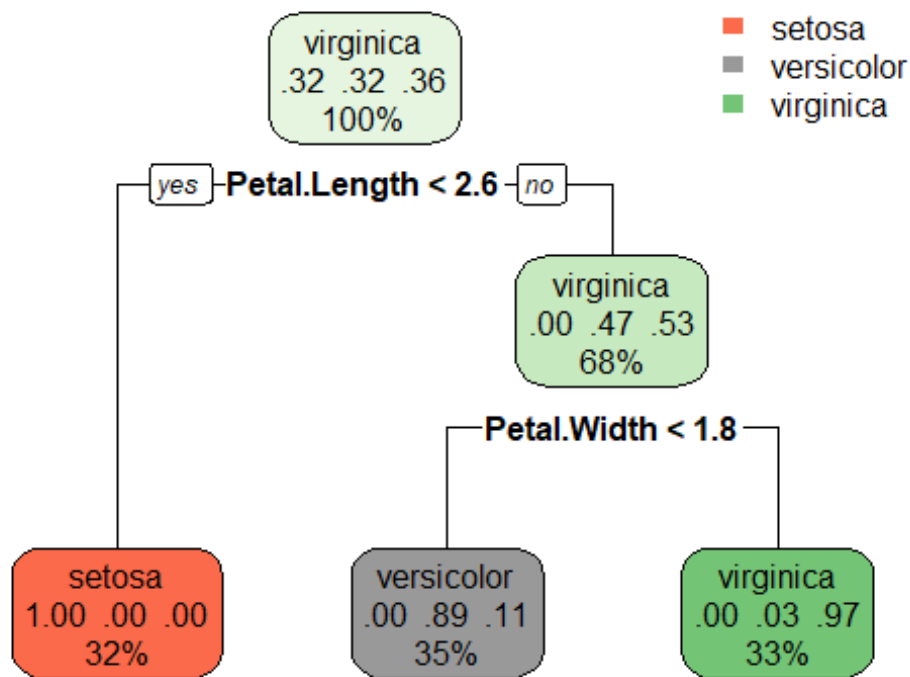 virginica
.32 .32 .36
100%
setosa
versicolor
virginica
yes Petal.Length < 2.6 no
virginica
.00 .47 .53
68%
Petal.Width < 1.8
setosa
1.00 .00 .00
32%
versicolor
.00 .89 .11
35%
virginica
.00 .03 .97
33%